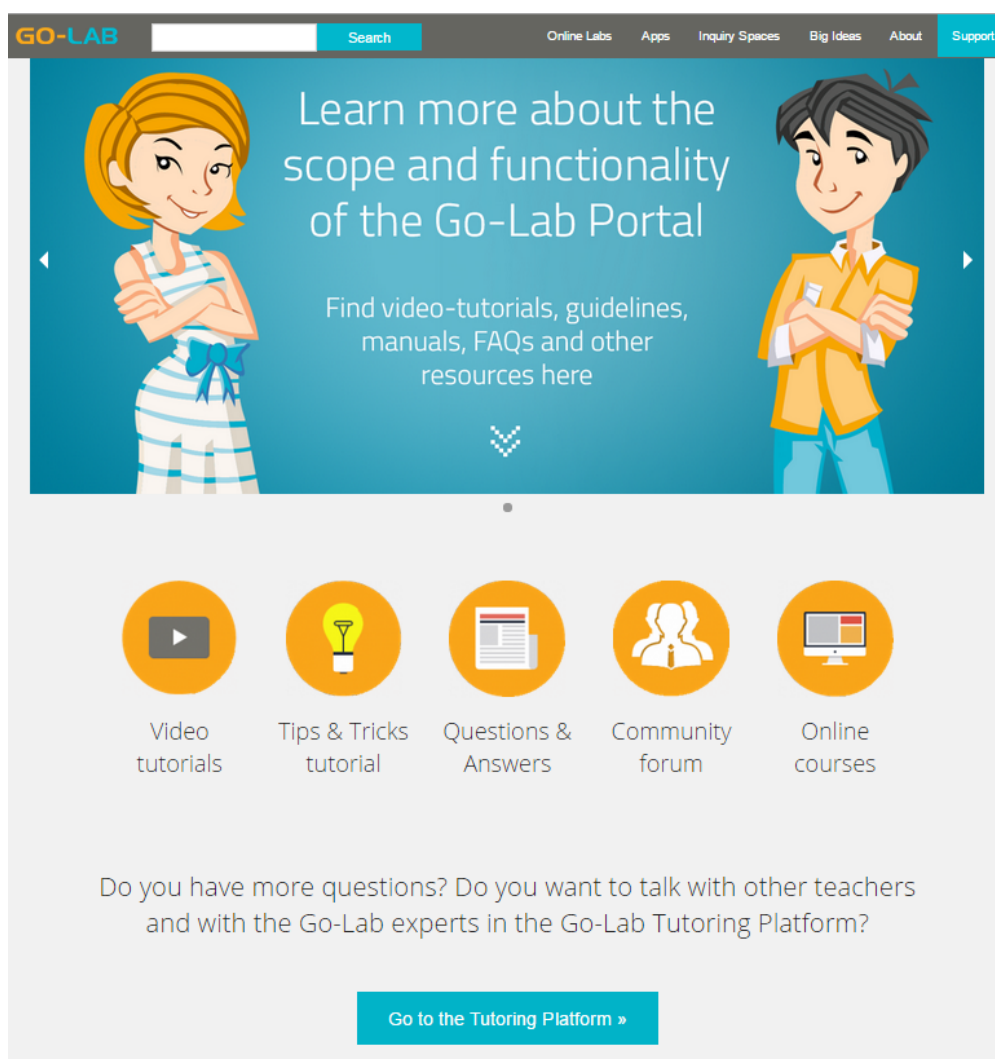 GO-LAB
Search
Online Labs
Apps
Inquiry Spaces
Big Ideas
About
Support
Learn more about the
scope and functionality
of the Go-Lab Portal
Find video-tutorials, guidelines,
manuals, FAQs and other
resources here
Video
tutorials
Tips & Tricks
tutorial
Questions &
Answers
Community
forum
Online
courses
Do you have more questions? Do you want to talk with other teachers
and with the Go-Lab experts in the Go-Lab Tutoring Platform?
Go to the Tutoring Platform »